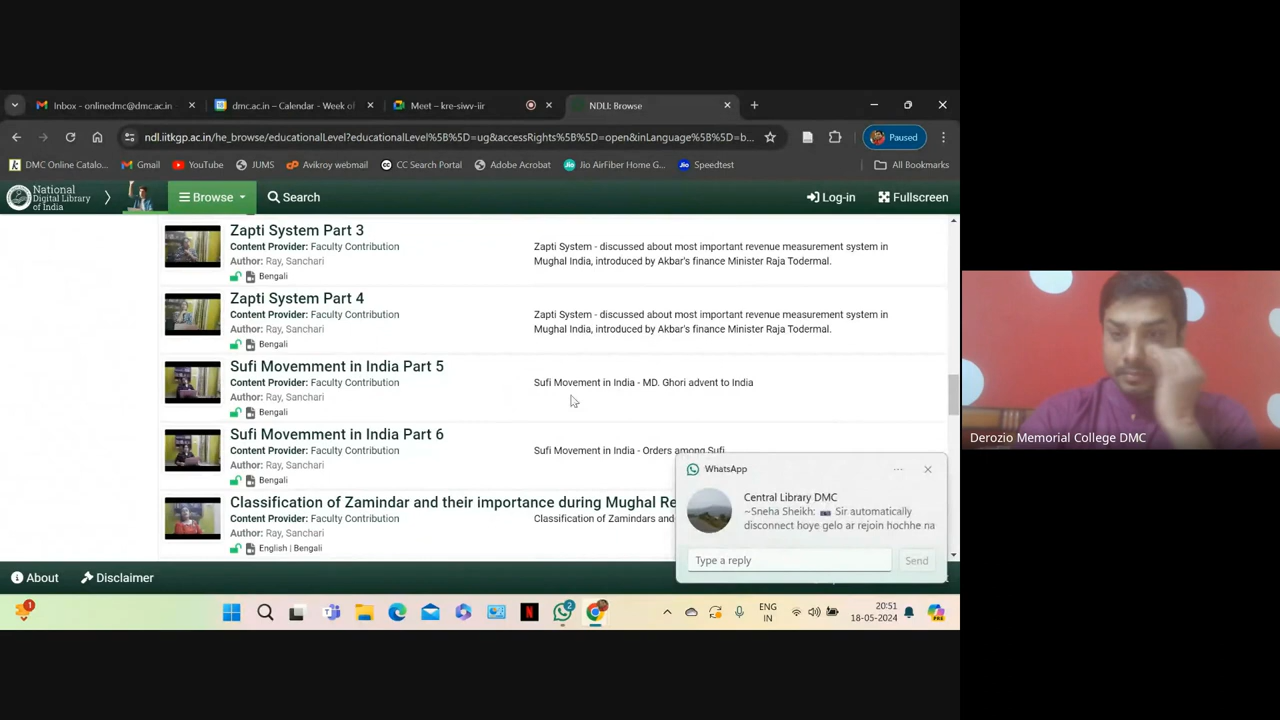 Inbox - onlinedmc@dmc.ac.in
dmc.ac.in – Calendar - Week of
Meet – kre-siwv-iir
NDLI: Browse
ndl.iitkgp.ac.in/he_browse/educationalLevel?educationalLevel%5B%5D=ug&accessRights%5B%5D=open&inLanguage%5B%5D=b...
Paused
DMC Online Catalo...
Gmail
YouTube
JUMS
Avikroy webmail
CC Search Portal
Adobe Acrobat
Jio AirFiber Home G...
Speedtest
All Bookmarks
National
Digital Library
of India
Browse
Search
Log-in
Fullscreen
Zapti System Part 3
Content Provider: Faculty Contribution
Author: Ray, Sanchari
Bengali
Zapti System - discussed about most important revenue measurement system in
Mughal India, introduced by Akbar's finance Minister Raja Todermal.
Zapti System Part 4
Content Provider: Faculty Contribution
Author: Ray, Sanchari
Bengali
Zapti System - discussed about most important revenue measurement system in
Mughal India, introduced by Akbar's finance Minister Raja Todermal.
Sufi Movemment in India Part 5
Content Provider: Faculty Contribution
Author: Ray, Sanchari
Bengali
Sufi Movement in India - MD. Ghori advent to India
Sufi Movemment in India Part 6
Content Provider: Faculty Contribution
Author: Ray, Sanchari
Bengali
Sufi Movement in India - Orders among Sufi
Classification of Zamindar and their importance during Mughal Re
Content Provider: Faculty Contribution
Author: Ray, Sanchari
English | Bengali
Classification of Zamindars and
WhatsApp
Central Library DMC
~Sneha Sheikh: Sir automatically
disconnect hoye gelo ar rejoin hochhe na
Type a reply
Send
About
Disclaimer
1
2
ENG
IN
20:51
18-05-2024
PRE
Derozio Memorial College DMC